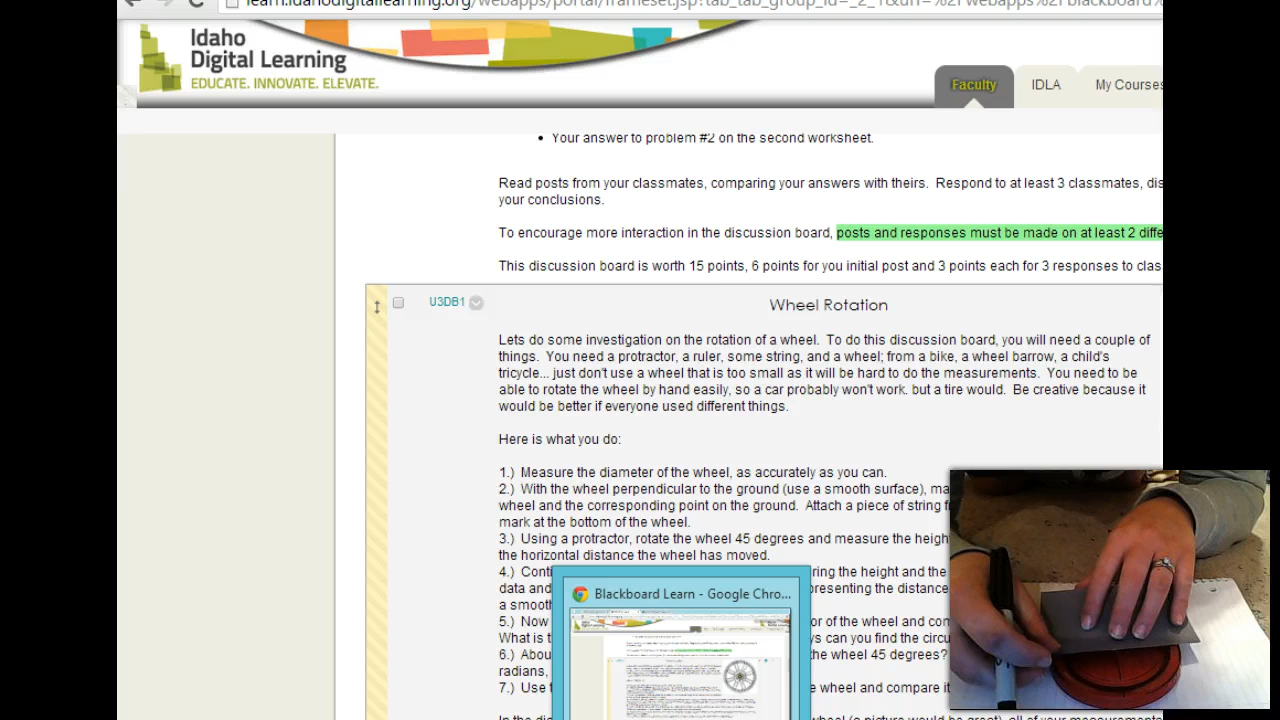 learn.idahodigitallearning.org/webapps/portal/frameset.jsp?tab_tab_group_id=_2_1&url=%2Fwebapps%2Fblackboard%
Idaho
Digital Learning
EDUCATE. INNOVATE. ELEVATE.
Faculty
IDLA
My Courses
• Your answer to problem #2 on the second worksheet.
Read posts from your classmates, comparing your answers with theirs. Respond to at least 3 classmates, dis
your conclusions.
To encourage more interaction in the discussion board, posts and responses must be made on at least 2 diffe
This discussion board is worth 15 points, 6 points for you initial post and 3 points each for 3 responses to clas
U3DB1
Wheel Rotation
Lets do some investigation on the rotation of a wheel. To do this discussion board, you will need a couple of
things. You need a protractor, a ruler, some string, and a wheel; from a bike, a wheel barrow, a child's
tricycle... just don't use a wheel that is too small as it will be hard to do the measurements. You need to be
able to rotate the wheel by hand easily, so a car probably won't work. but a tire would. Be creative because it
would be better if everyone used different things.
Here is what you do:
1.) Measure the diameter of the wheel, as accurately as you can.
2.) With the wheel perpendicular to the ground (use a smooth surface), ma
wheel and the corresponding point on the ground. Attach a piece of string f
mark at the bottom of the wheel.
3.) Using a protractor, rotate the wheel 45 degrees and measure the heigh
the horizontal distance the wheel has moved.
4.) Conti ring the height and the
data and presenting the distance
a smooth
5.) Now or of the wheel and con
What is t ys can you find the circu
6.) Abou the wheel 45 degrees?
radians,
7.) Use e wheel and compare it
Blackboard Learn - Google Chro...